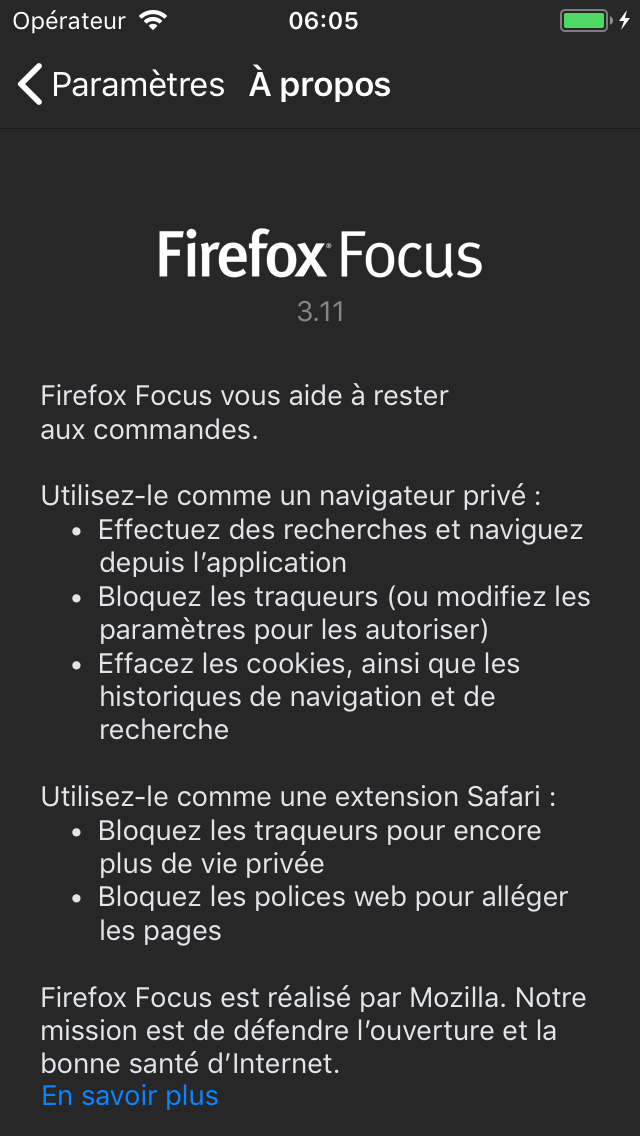 Opérateur 06:05
Paramètres À propos
Firefox Focus
3.11
Firefox Focus vous aide à rester
aux commandes.
Utilisez-le comme un navigateur privé :
• Effectuez des recherches et naviguez
depuis l’application
• Bloquez les traqueurs (ou modifiez les
paramètres pour les autoriser)
• Effacez les cookies, ainsi que les
historiques de navigation et de
recherche
Utilisez-le comme une extension Safari :
• Bloquez les traqueurs pour encore
plus de vie privée
• Bloquez les polices web pour alléger
les pages
Firefox Focus est réalisé par Mozilla. Notre
mission est de défendre l’ouverture et la
bonne santé d’Internet.
En savoir plus